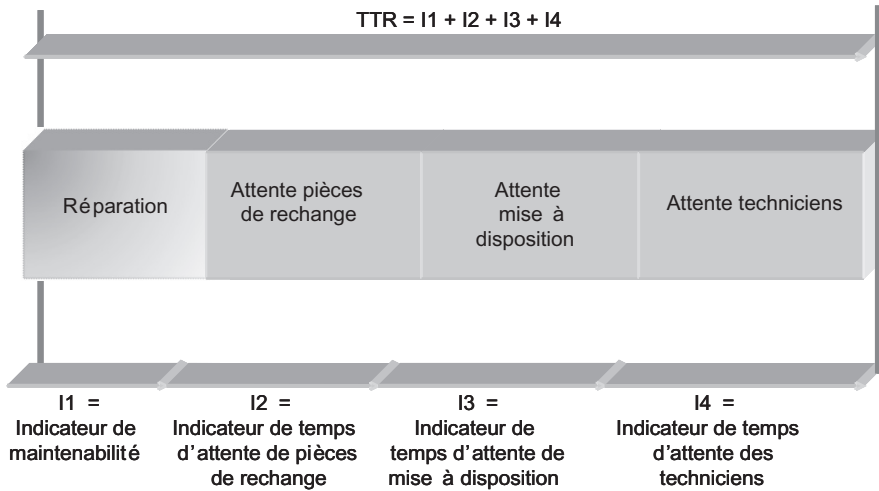 TTR = I1 + I2 + I3 + I4
Réparation
Attente pièces
de rechange
Attente
mise à
disposition
Attente techniciens
I1 =
Indicateur de
maintenabilité
I2 =
Indicateur de temps
d'attente de pièces
de rechange
I3 =
Indicateur de
temps d'attente de
mise à disposition
I4 =
Indicateur de temps
d'attente des
techniciens